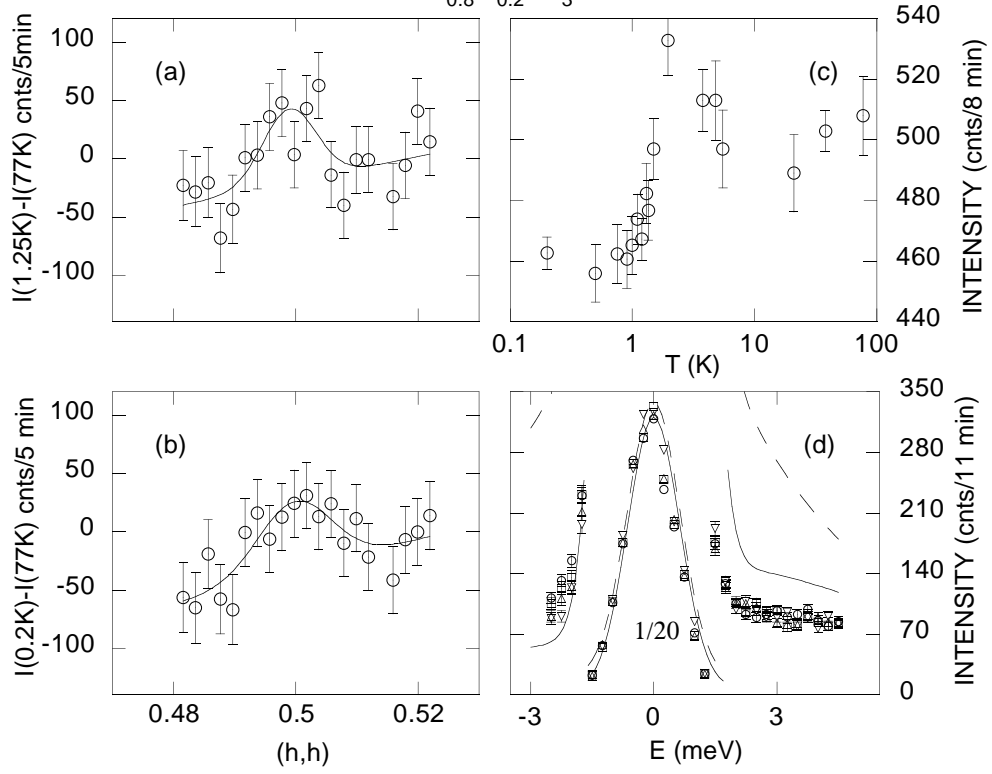 0.8 0.2 3
100
50
0
-50
-100
I(1.25K)-I(77K) cnts/5min
(a)
(c)
540
520
500
480
460
440
INTENSITY (cnts/8 min)
0.1 1 10 100
T (K)
100
50
0
-50
-100
I(0.2K)-I(77K) cnts/5 min
(b)
0.48 0.5 0.52
(h,h)
(d)
1/20
350
280
210
140
70
0
INTENSITY (cnts/11 min)
-3 0 3
E (meV)